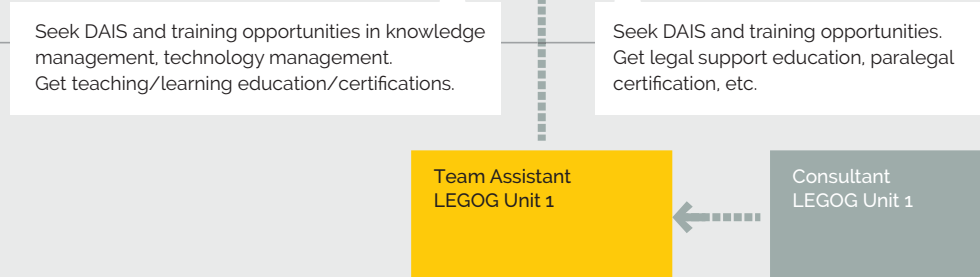 Seek DAIS and training opportunities in knowledge
management, technology management.
Get teaching/learning education/certifications.
Seek DAIS and training opportunities.
Get legal support education, paralegal
certification, etc.
Team Assistant
LEGOG Unit 1
Consultant
LEGOG Unit 1